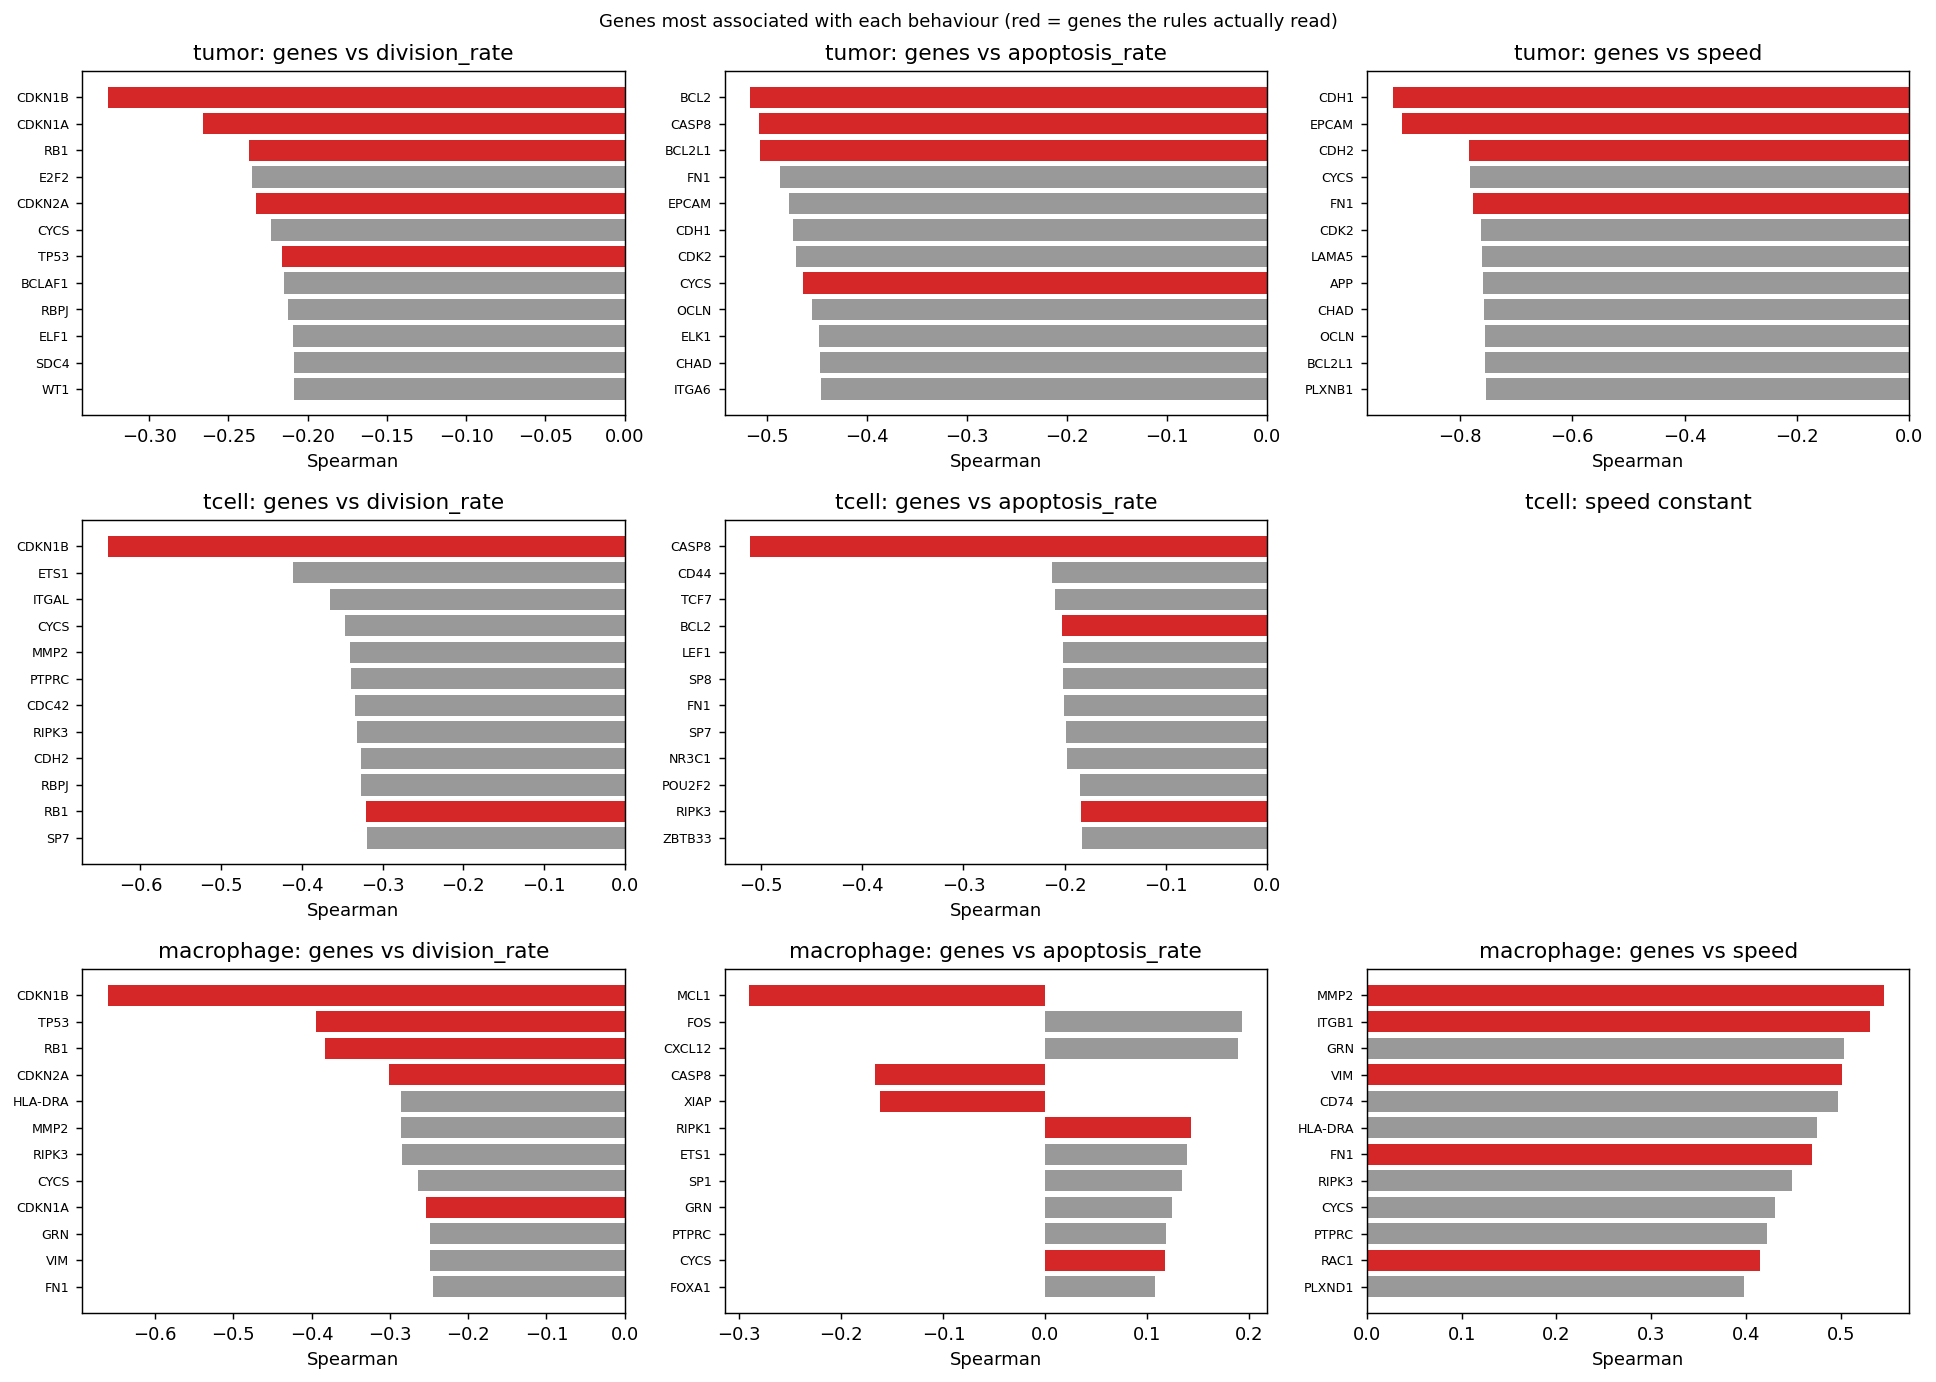 Genes most associated with each behaviour (red = genes the rules actually read)
tumor: genes vs division_rate
CDKN1B
CDKN1A
RB1
E2F2
CDKN2A
CYCS
TP53
BCLAF1
RBPJ
ELF1
SDC4
WT1
−0.30 −0.25 −0.20 −0.15 −0.10 −0.05 0.00
Spearman
tumor: genes vs apoptosis_rate
BCL2
CASP8
BCL2L1
FN1
EPCAM
CDH1
CDK2
CYCS
OCLN
ELK1
CHAD
ITGA6
−0.5 −0.4 −0.3 −0.2 −0.1 0.0
Spearman
tumor: genes vs speed
CDH1
EPCAM
CDH2
CYCS
FN1
CDK2
LAMA5
APP
CHAD
OCLN
BCL2L1
PLXNB1
−0.8 −0.6 −0.4 −0.2 0.0
Spearman
tcell: genes vs division_rate
CDKN1B
ETS1
ITGAL
CYCS
MMP2
PTPRC
CDC42
RIPK3
CDH2
RBPJ
RB1
SP7
−0.6 −0.5 −0.4 −0.3 −0.2 −0.1 0.0
Spearman
tcell: genes vs apoptosis_rate
CASP8
CD44
TCF7
BCL2
LEF1
SP8
FN1
SP7
NR3C1
POU2F2
RIPK3
ZBTB33
−0.5 −0.4 −0.3 −0.2 −0.1 0.0
Spearman
tcell: speed constant
macrophage: genes vs division_rate
CDKN1B
TP53
RB1
CDKN2A
HLA-DRA
MMP2
RIPK3
CYCS
CDKN1A
GRN
VIM
FN1
−0.6 −0.5 −0.4 −0.3 −0.2 −0.1 0.0
Spearman
macrophage: genes vs apoptosis_rate
MCL1
FOS
CXCL12
CASP8
XIAP
RIPK1
ETS1
SP1
GRN
PTPRC
CYCS
FOXA1
−0.3 −0.2 −0.1 0.0 0.1 0.2
Spearman
macrophage: genes vs speed
MMP2
ITGB1
GRN
VIM
CD74
HLA-DRA
FN1
RIPK3
CYCS
PTPRC
RAC1
PLXND1
0.0 0.1 0.2 0.3 0.4 0.5
Spearman